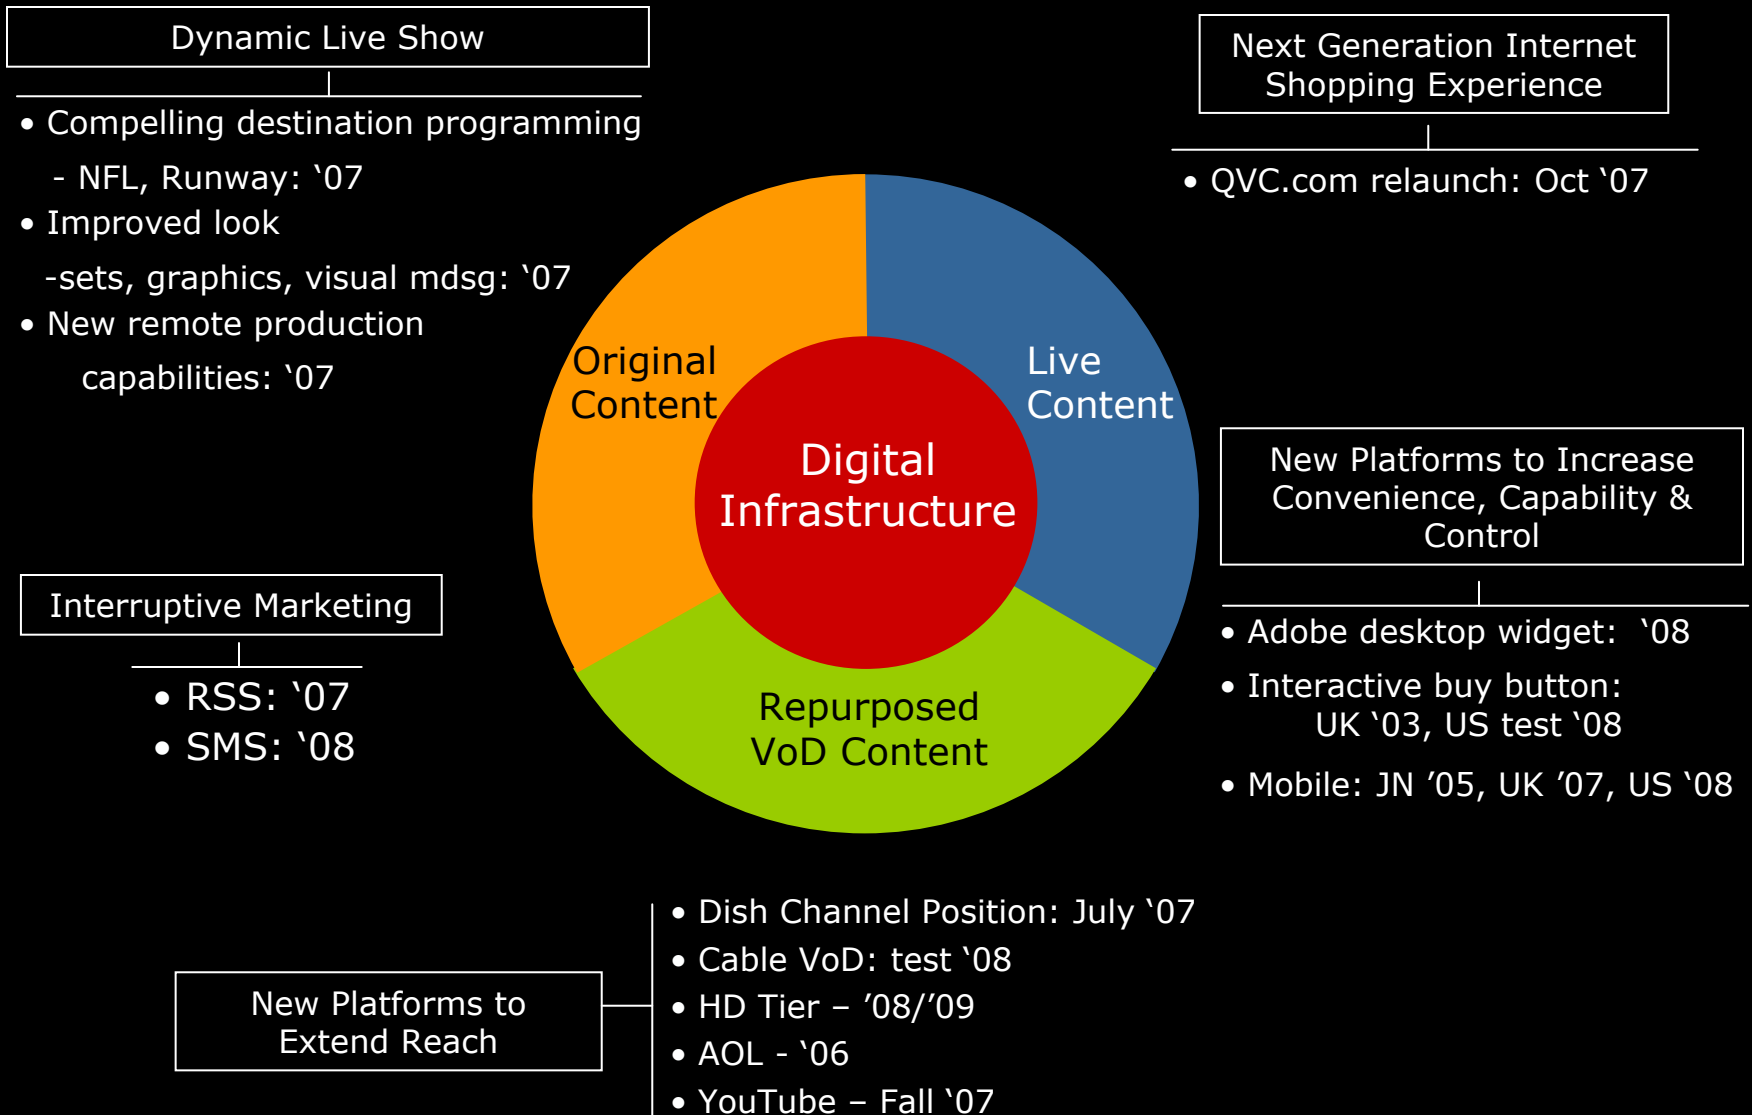 Dynamic Live Show
• Compelling destination programming
- NFL, Runway: ‘07
• Improved look
-sets, graphics, visual mdsg: ‘07
• New remote production
capabilities: ‘07
Next Generation Internet
Shopping Experience
• QVC.com relaunch: Oct ‘07
Original
Content
Live
Content
Digital
Infrastructure
Repurposed
VoD Content
New Platforms to Increase
Convenience, Capability &
Control
• Adobe desktop widget: ‘08
• Interactive buy button:
UK ‘03, US test ‘08
• Mobile: JN ’05, UK ’07, US ‘08
Interruptive Marketing
• RSS: ‘07
• SMS: ‘08
New Platforms to
Extend Reach
• Dish Channel Position: July ‘07
• Cable VoD: test ‘08
• HD Tier – ’08/’09
• AOL - ‘06
• YouTube – Fall ‘07